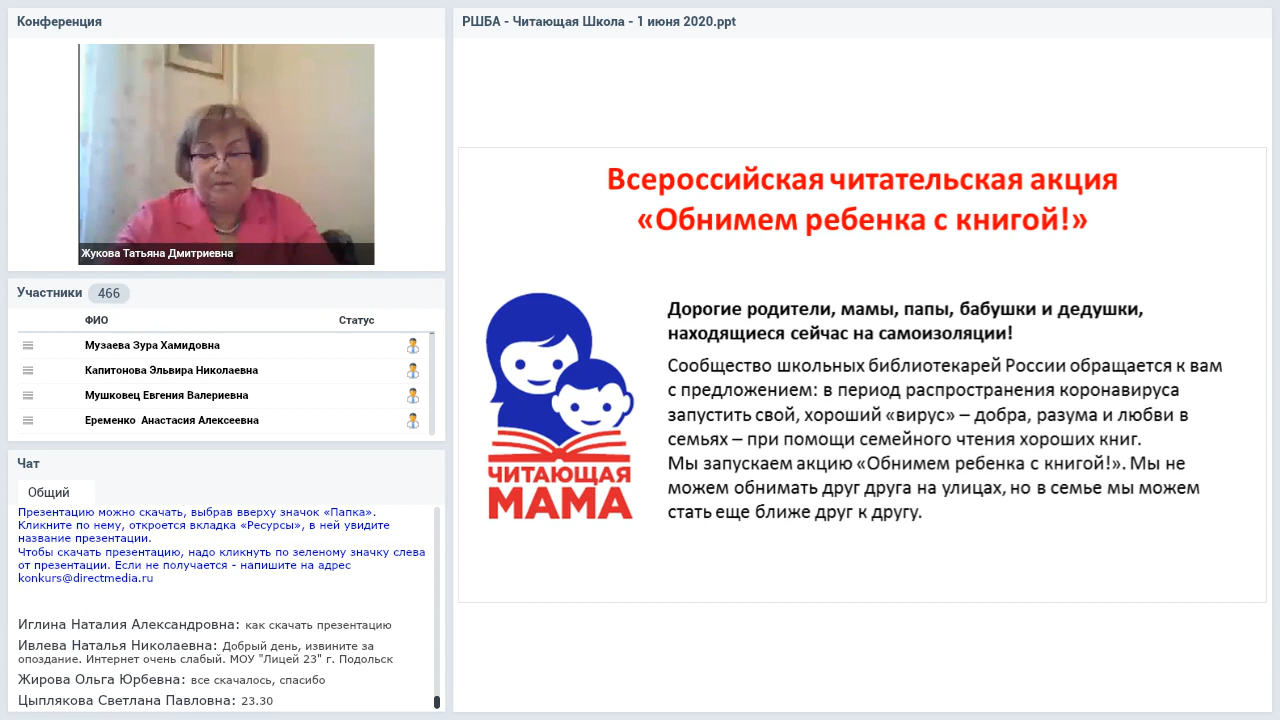 Конференция
Жукова Татьяна Дмитриевна
Участники 466
ФИО Статус
Музаева Зура Хамидовна
Капитонова Эльвира Николаевна
Мушковец Евгения Валериевна
Еременко Анастасия Алексеевна
Чат
Общий
Презентацию можно скачать, выбрав вверху значок «Папка».
Кликните по нему, откроется вкладка «Ресурсы», в ней увидите
название презентации.
Чтобы скачать презентацию, надо кликнуть по зеленому значку слева
от презентации. Если не получается - напишите на адрес
konkurs@directmedia.ru
Иглина Наталия Александровна: как скачать презентацию
Ивлева Наталья Николаевна: Добрый день, извините за
опоздание. Интернет очень слабый. МОУ "Лицей 23" г. Подольск
Жирова Ольга Юрбевна: все скачалось, спасибо
Цыплякова Светлана Павловна: 23.30
РШБА - Читающая Школа - 1 июня 2020.ppt
Всероссийская читательская акция
«Обнимем ребенка с книгой!»
ЧИТАЮЩАЯ
МАМА
Дорогие родители, мамы, папы, бабушки и дедушки,
находящиеся сейчас на самоизоляции!
Сообщество школьных библиотекарей России обращается к вам
с предложением: в период распространения коронавируса
запустить свой, хороший «вирус» – добра, разума и любви в
семьях – при помощи семейного чтения хороших книг.
Мы запускаем акцию «Обнимем ребенка с книгой!». Мы не
можем обнимать друг друга на улицах, но в семье мы можем
стать еще ближе друг к другу.